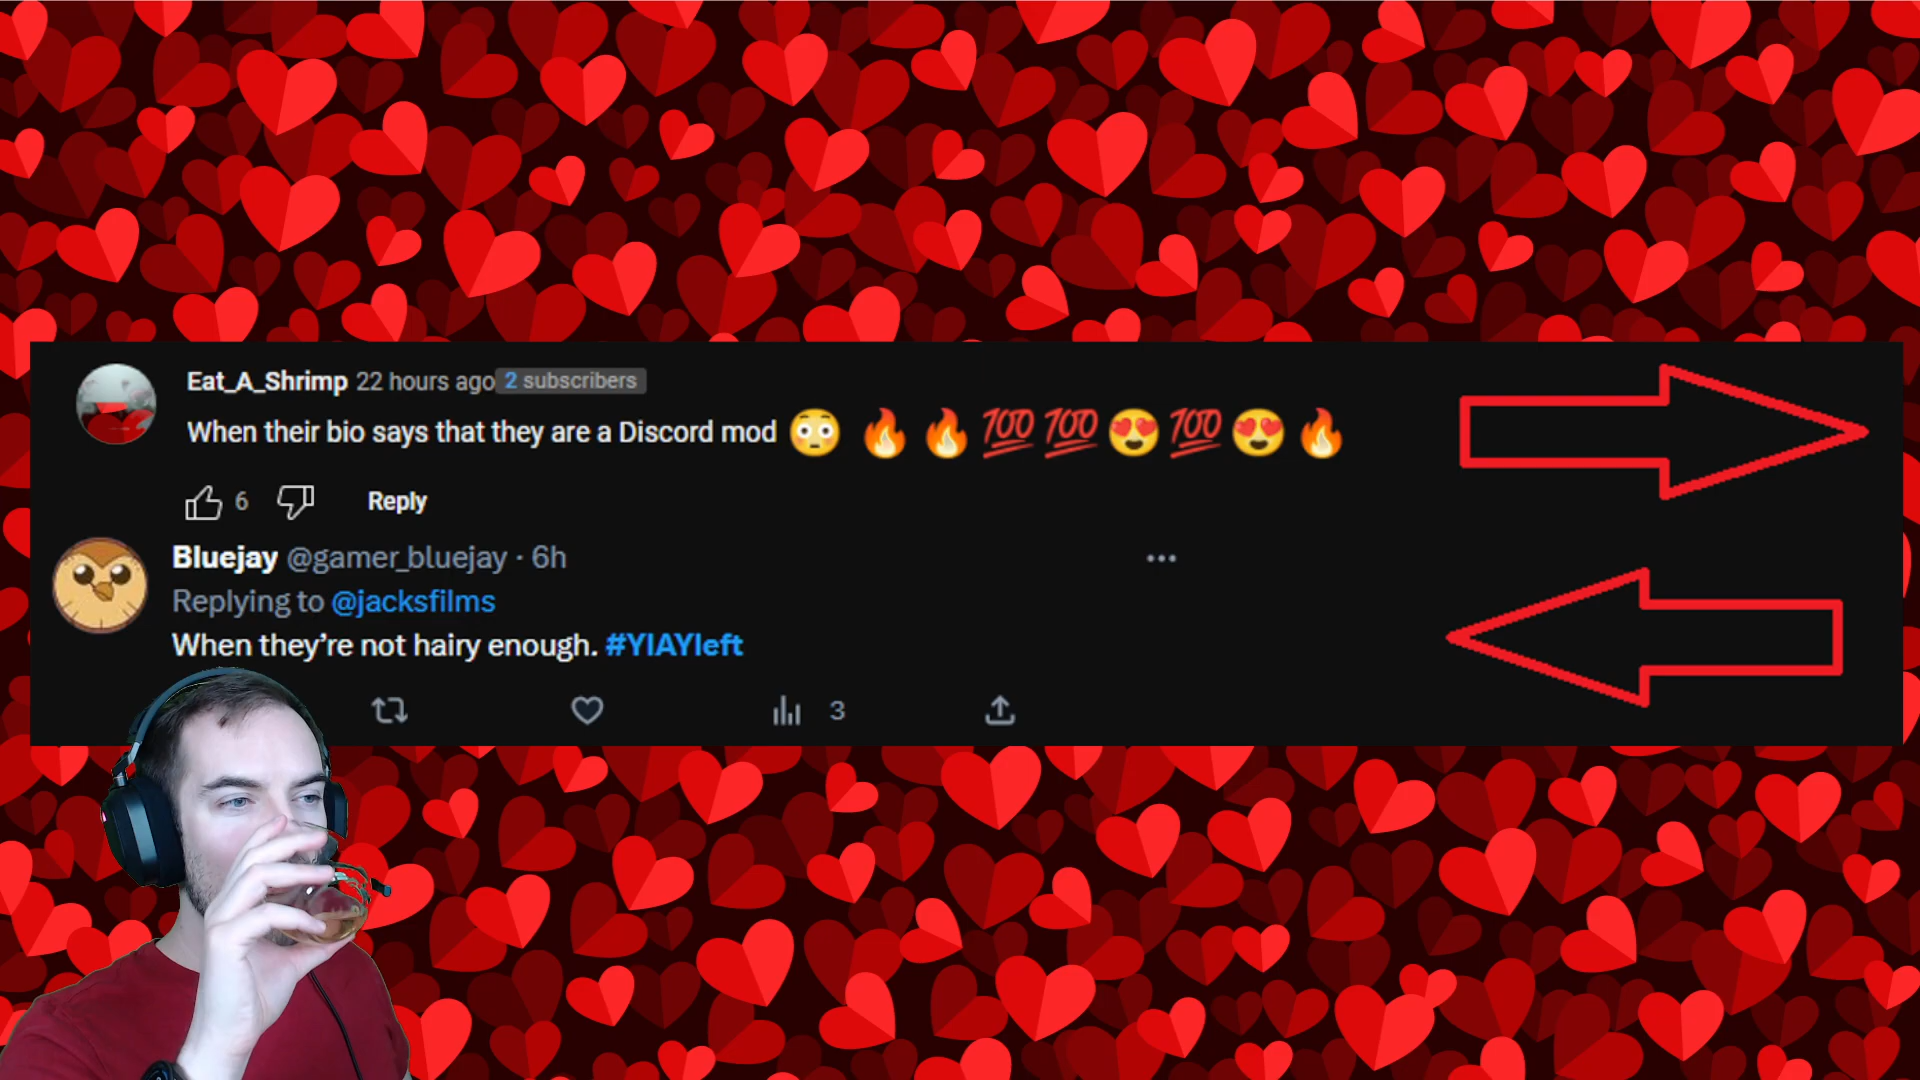 Eat_A_Shrimp 22 hours ago 2 subscribers
When their bio says that they are a Discord mod 😳 🔥 🔥 💯 💯 😍 💯 😍 🔥
6 Reply
Bluejay @gamer_bluejay · 6h
Replying to @jacksfilms
When they’re not hairy enough. #YIAYleft
3